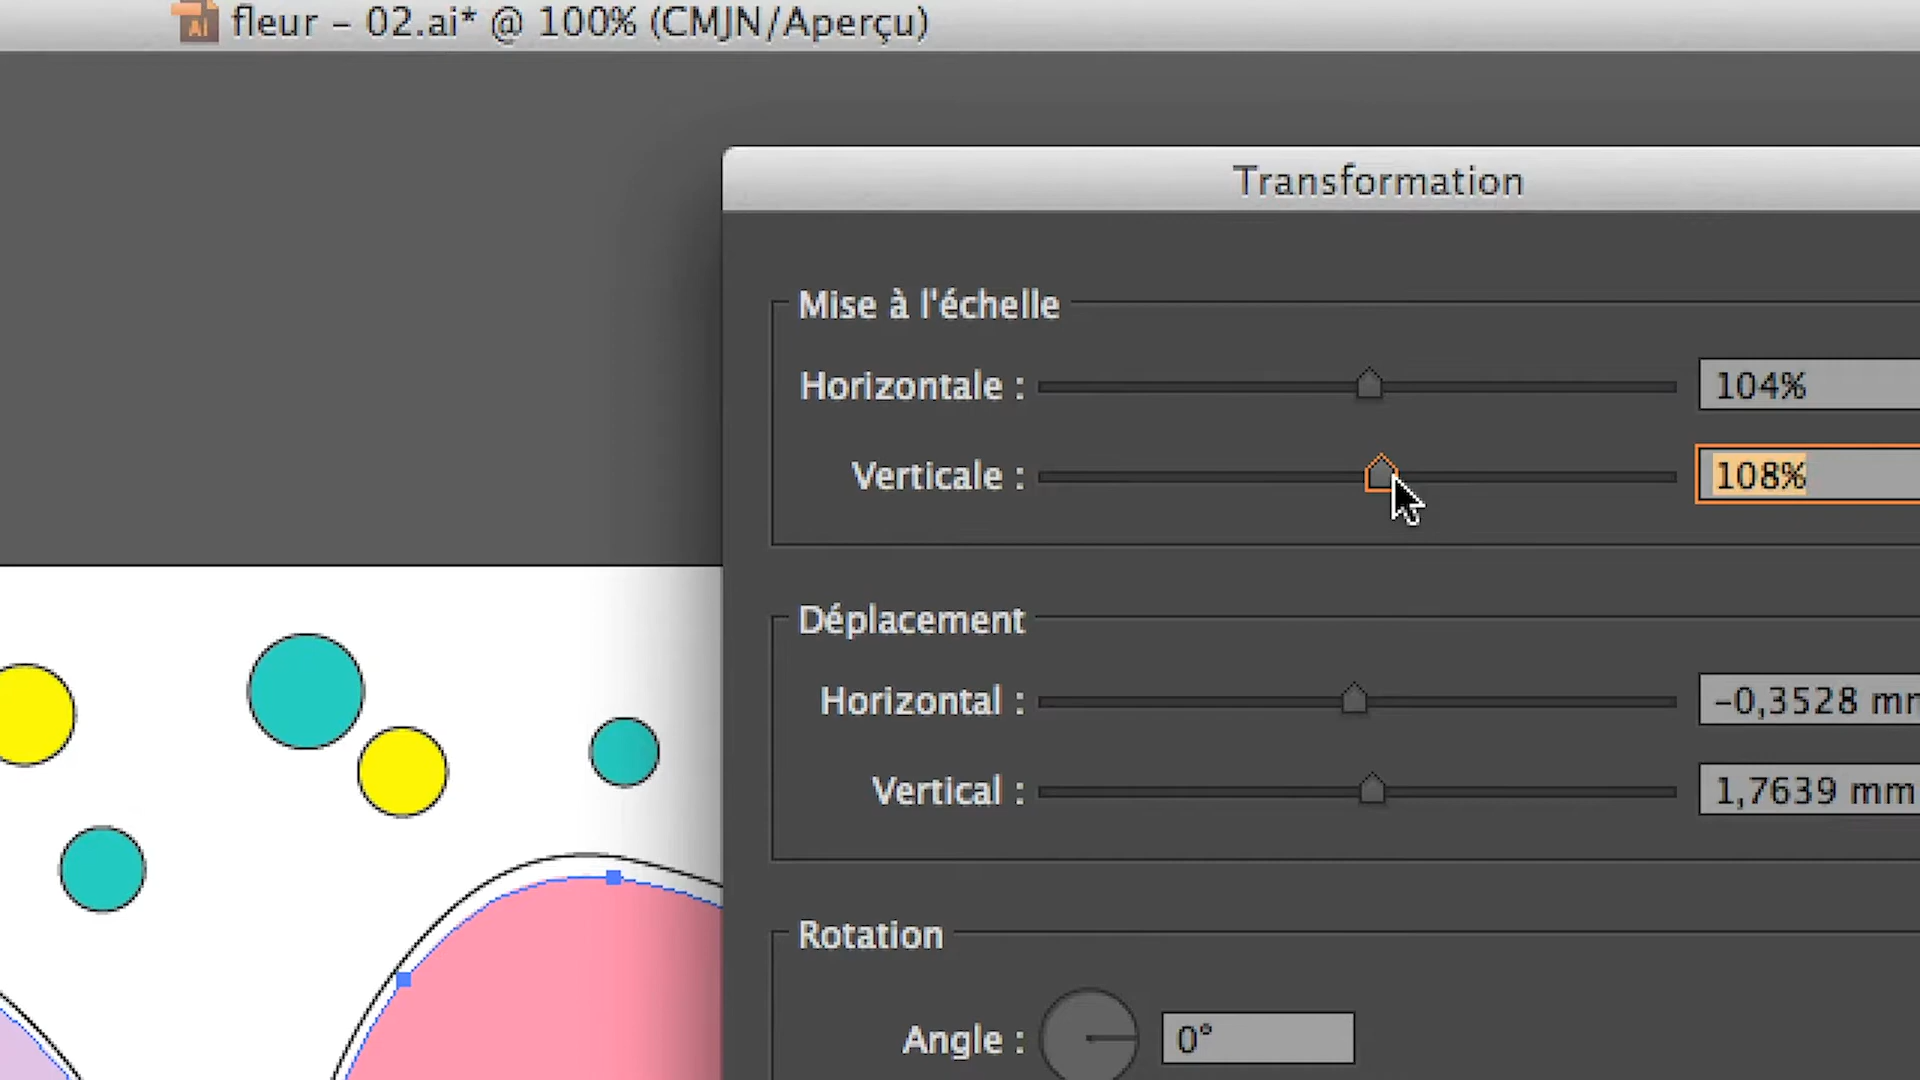 Ai fleur – 02.ai* @ 100% (CMJN/Aperçu)
Transformation
Mise à l'échelle
Horizontale : 104%
Verticale : 108%
Déplacement
Horizontal : –0,3528
Vertical : 1,7639 mm
Rotation
Angle : 0°